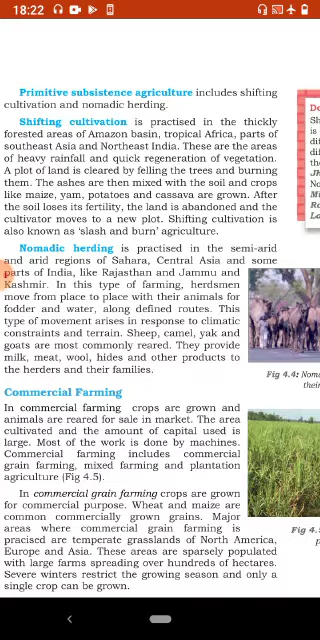 18:22
Primitive subsistence agriculture includes shifting
cultivation and nomadic herding.
Shifting cultivation is practised in the thickly
forested areas of Amazon basin, tropical Africa, parts of
southeast Asia and Northeast India. These are the areas
of heavy rainfall and quick regeneration of vegetation.
A plot of land is cleared by felling the trees and burning
them. The ashes are then mixed with the soil and crops
like maize, yam, potatoes and cassava are grown. After
the soil loses its fertility, the land is abandoned and the
cultivator moves to a new plot. Shifting cultivation is
also known as ‘slash and burn’ agriculture.
Nomadic herding is practised in the semi-arid
and arid regions of Sahara, Central Asia and some
parts of India, like Rajasthan and Jammu and
Kashmir. In this type of farming, herdsmen
move from place to place with their animals for
fodder and water, along defined routes. This
type of movement arises in response to climatic
constraints and terrain. Sheep, camel, yak and
goats are most commonly reared. They provide
milk, meat, wool, hides and other products to
the herders and their families.
Commercial Farming
In commercial farming crops are grown and
animals are reared for sale in market. The area
cultivated and the amount of capital used is
large. Most of the work is done by machines.
Commercial farming includes commercial
grain farming, mixed farming and plantation
agriculture (Fig 4.5).
In commercial grain farming crops are grown
for commercial purpose. Wheat and maize are
common commercially grown grains. Major
areas where commercial grain farming is
pracised are temperate grasslands of North America,
Europe and Asia. These areas are sparsely populated
with large farms spreading over hundreds of hectares.
Severe winters restrict the growing season and only a
single crop can be grown.
Sh
is
dif
dif
the
Jh
No
Mi
Ro
La
Fig 4.4: Noma
their
Fig 4.5
p